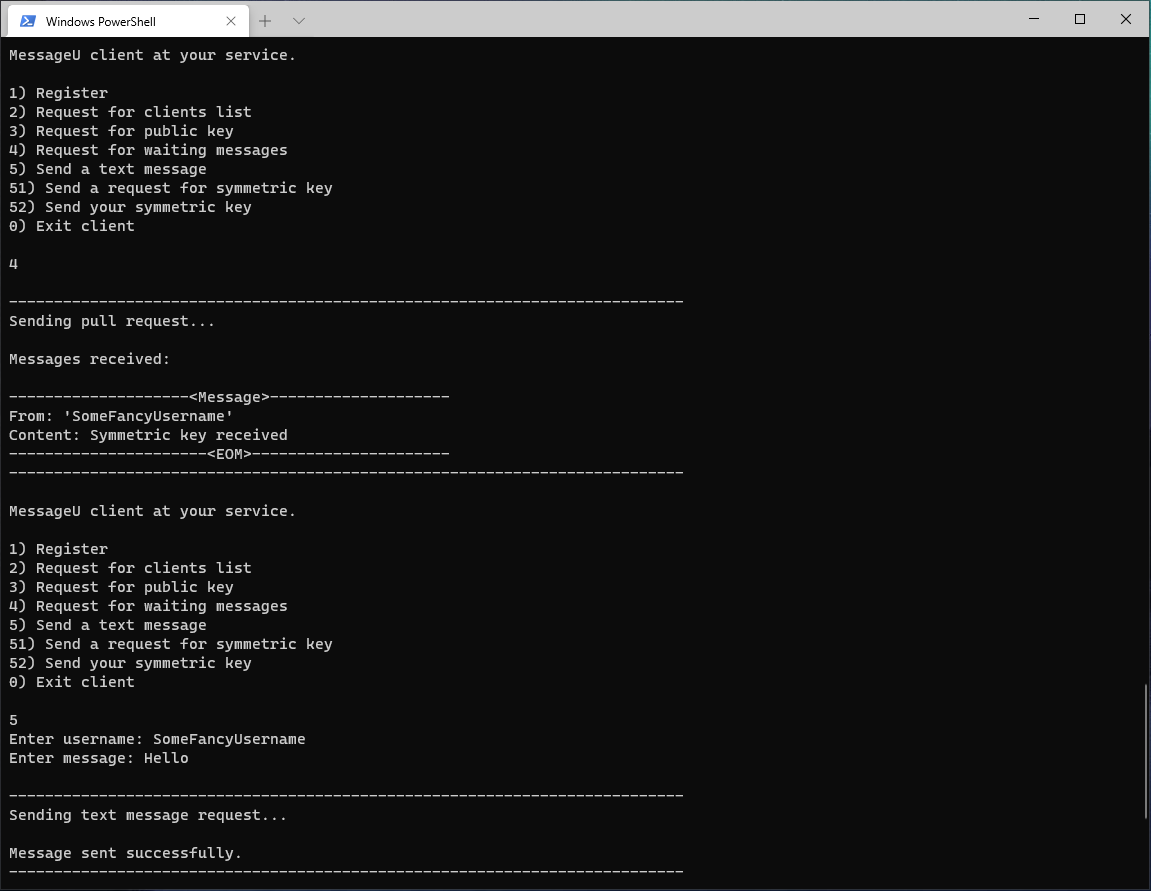 Windows PowerShell
MessageU client at your service.
1) Register
2) Request for clients list
3) Request for public key
4) Request for waiting messages
5) Send a text message
51) Send a request for symmetric key
52) Send your symmetric key
0) Exit client
4
---------------------------------------------------------------------------
Sending pull request...
Messages received:
--------------------<Message>--------------------
From: 'SomeFancyUsername'
Content: Symmetric key received
----------------------<EOM>----------------------
---------------------------------------------------------------------------
MessageU client at your service.
1) Register
2) Request for clients list
3) Request for public key
4) Request for waiting messages
5) Send a text message
51) Send a request for symmetric key
52) Send your symmetric key
0) Exit client
5
Enter username: SomeFancyUsername
Enter message: Hello
---------------------------------------------------------------------------
Sending text message request...
Message sent successfully.
---------------------------------------------------------------------------